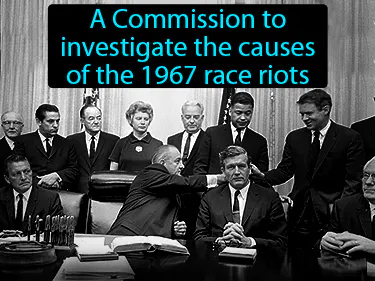 A Commission to
investigate the causes
of the 1967 race riots